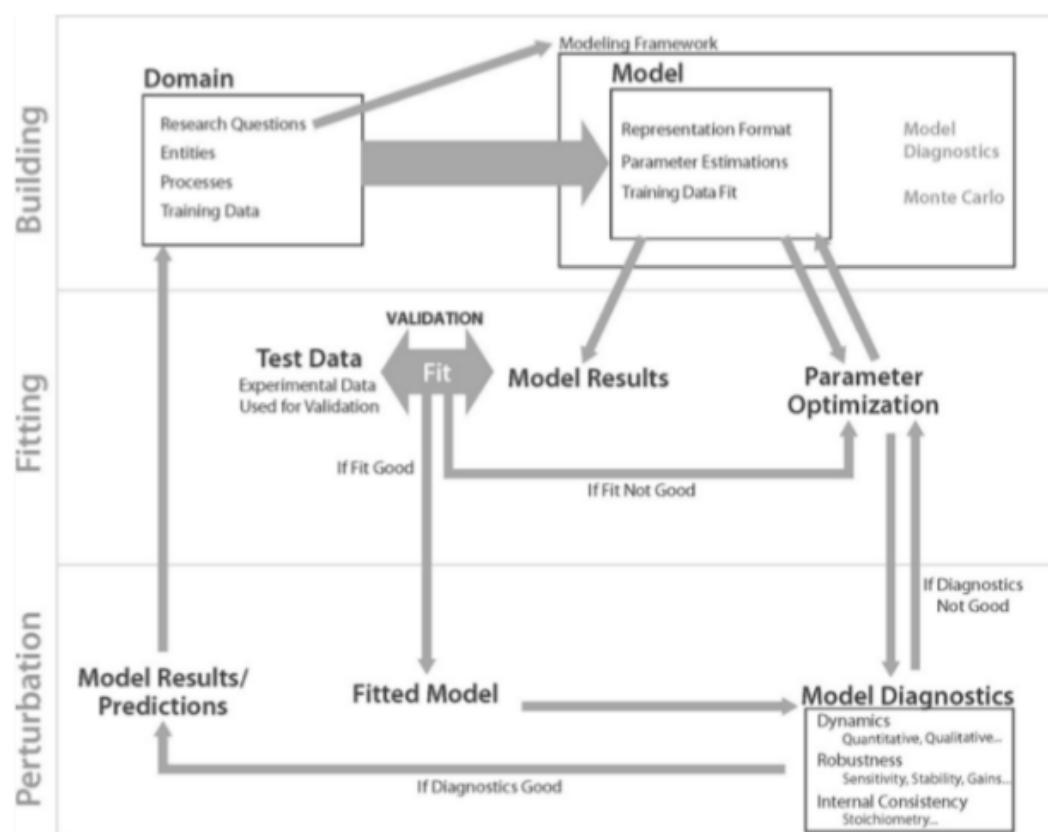 Building
Modeling Framework
Domain
Research Questions
Entities
Processes
Training Data
Model
Representation Format
Parameter Estimations
Training Data Fit
Model
Diagnostics
Monte Carlo
Fitting
VALIDATION
Test Data
Experimental Data
Used for Validation
Fit
Model Results
Parameter
Optimization
If Fit Good
If Fit Not Good
Perturbation
If Diagnostics
Not Good
Model Results/
Predictions
Fitted Model
Model Diagnostics
Dynamics
Quantitative, Qualitative...
Robustness
Sensitivity, Stability, Gains...
Internal Consistency
Stoichiometry...
If Diagnostics Good